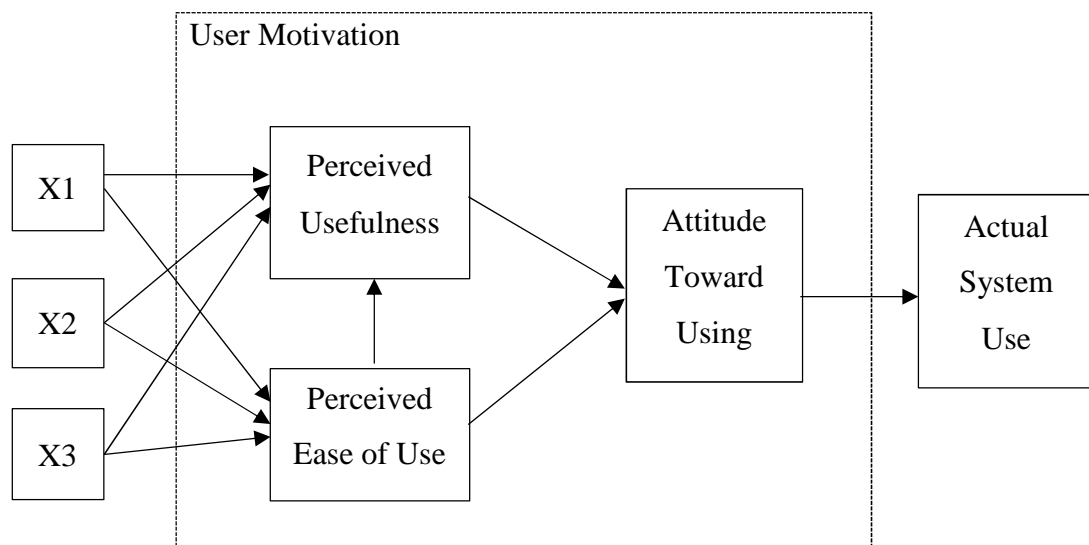 User Motivation
X1
X2
X3
Perceived
Usefulness
Perceived
Ease of Use
Attitude
Toward
Using
Actual
System
Use